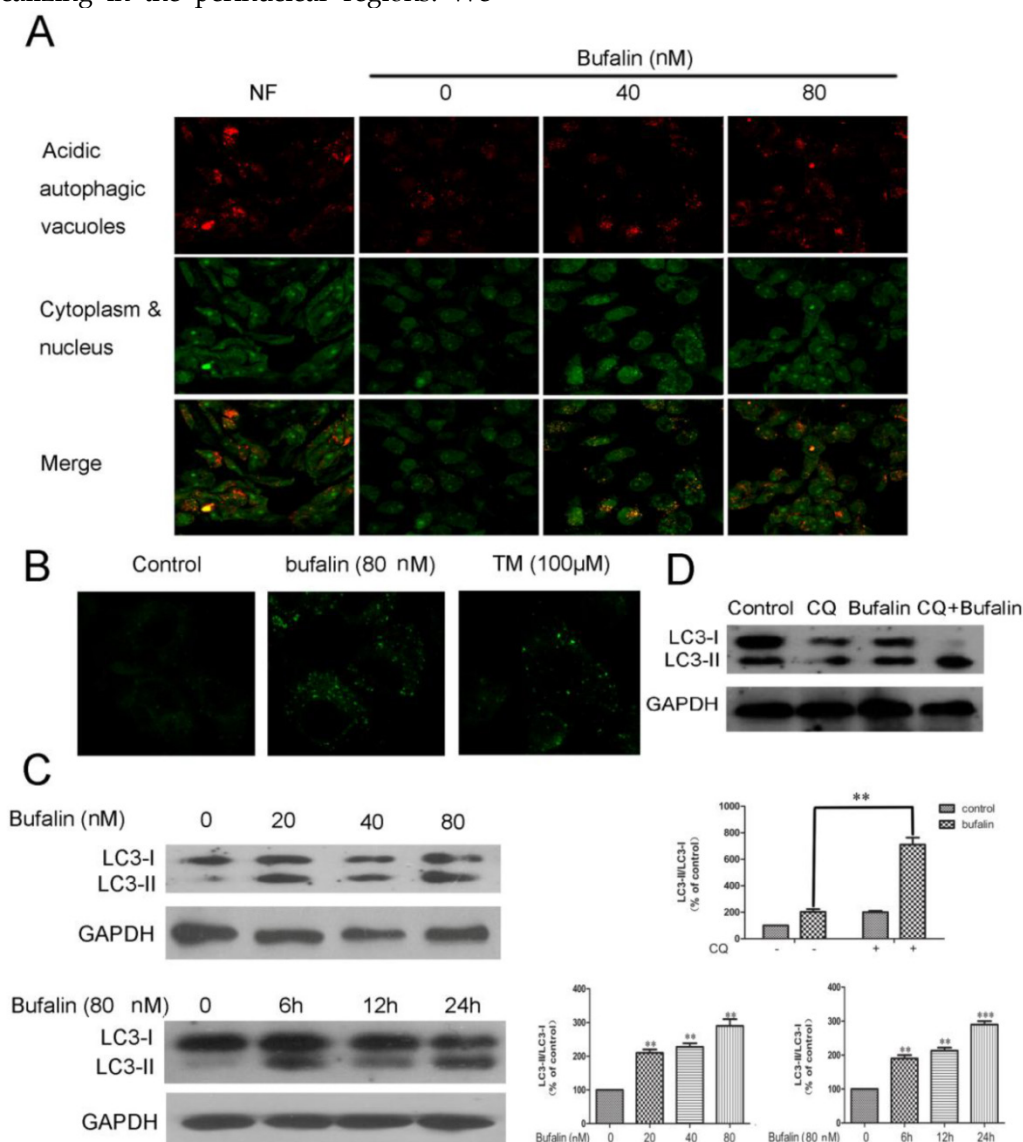 in the perinuclear regions. We
A
Bufalin (nM)
NF 0 40 80
Acidic
autophagic
vacuoles
Cytoplasm &
nucleus
Merge
B
Control bufalin (80 nM) TM (100μM)
D
Control CQ Bufalin CQ+Bufalin
LC3-I
LC3-II
GAPDH
C
Bufalin (nM) 0 20 40 80
LC3-I
LC3-II
GAPDH
Bufalin (80 nM) 0 6h 12h 24h
LC3-I
LC3-II
GAPDH
**
control
bufalin
LC3-II/LC3-I
(% of control)
1000
800
600
400
200
0
CQ - - + +
LC3-II/LC3-I
(% of control)
400
300
200
100
0
** ** **
Bufalin (nM) 0 20 40 80
LC3-II/LC3-I
(% of control)
400
300
200
100
0
** ** ***
Bufalin (80 nM) 0 6h 12h 24h